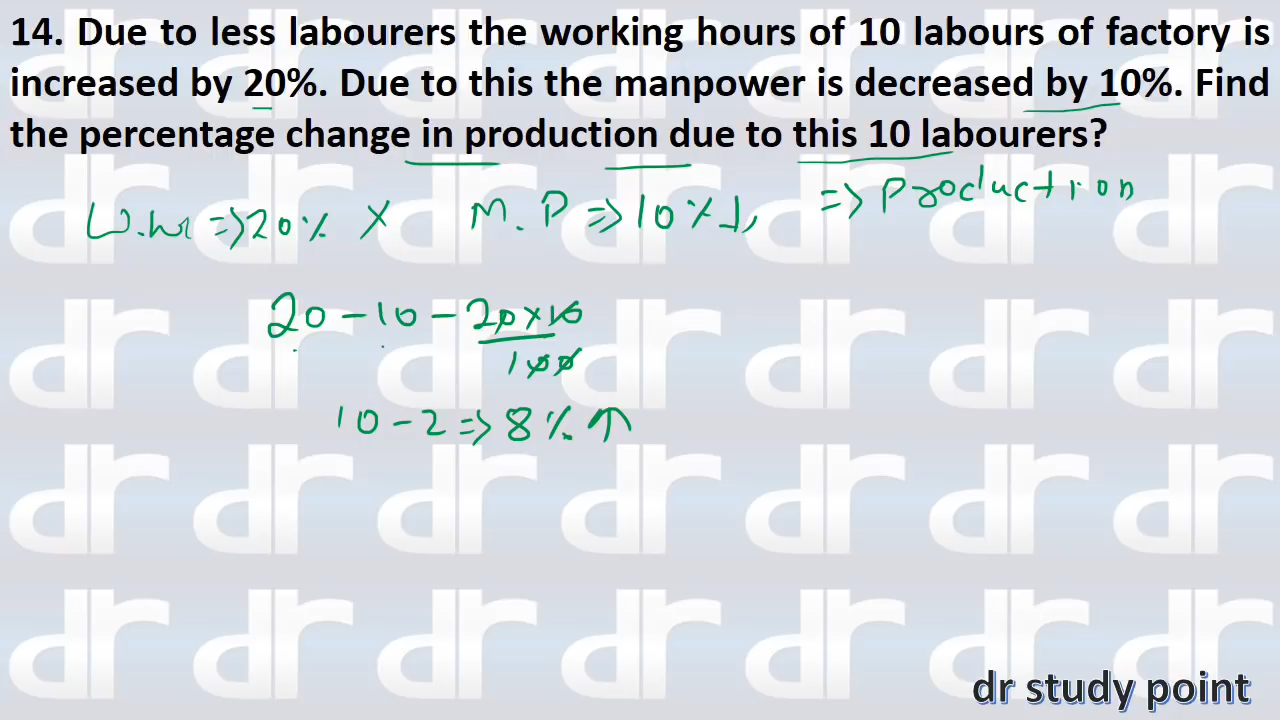 14. Due to less labourers the working hours of 10 labours of factory is
increased by 20%. Due to this the manpower is decreased by 10%. Find
the percentage change in production due to this 10 labourers?
W.hr => 20% X M.P => 10% ↓, => Production
20 - 10 - 20x10
100
10 - 2 => 8% ↑
dr study point